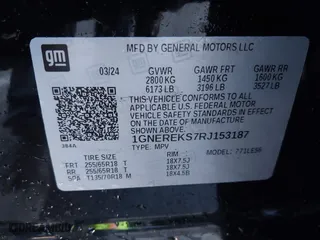 gm
MFD BY GENERAL MOTORS LLC
03/24 GVWR GAWR FRT GAWR RR
2800 KG 1450 KG 1600 KG
6173 LB 3196 LB 3527 LB
THIS VEHICLE CONFORMS TO ALL APPLICABLE
U.S. FEDERAL MOTOR
VEHICLE SAFETY
STANDARDS IN EFFECT ON THE DATE OF
MANUFACTURE SHOWN ABOVE.
1GNEREKS7RJ153187
TYPE: MPV
TIRE SIZE RIM
FRT 255/65R18 T 18X7.5J
RR 255/65R18 T 18X7.5J
SPA T135/70R18 M 18X4.5B